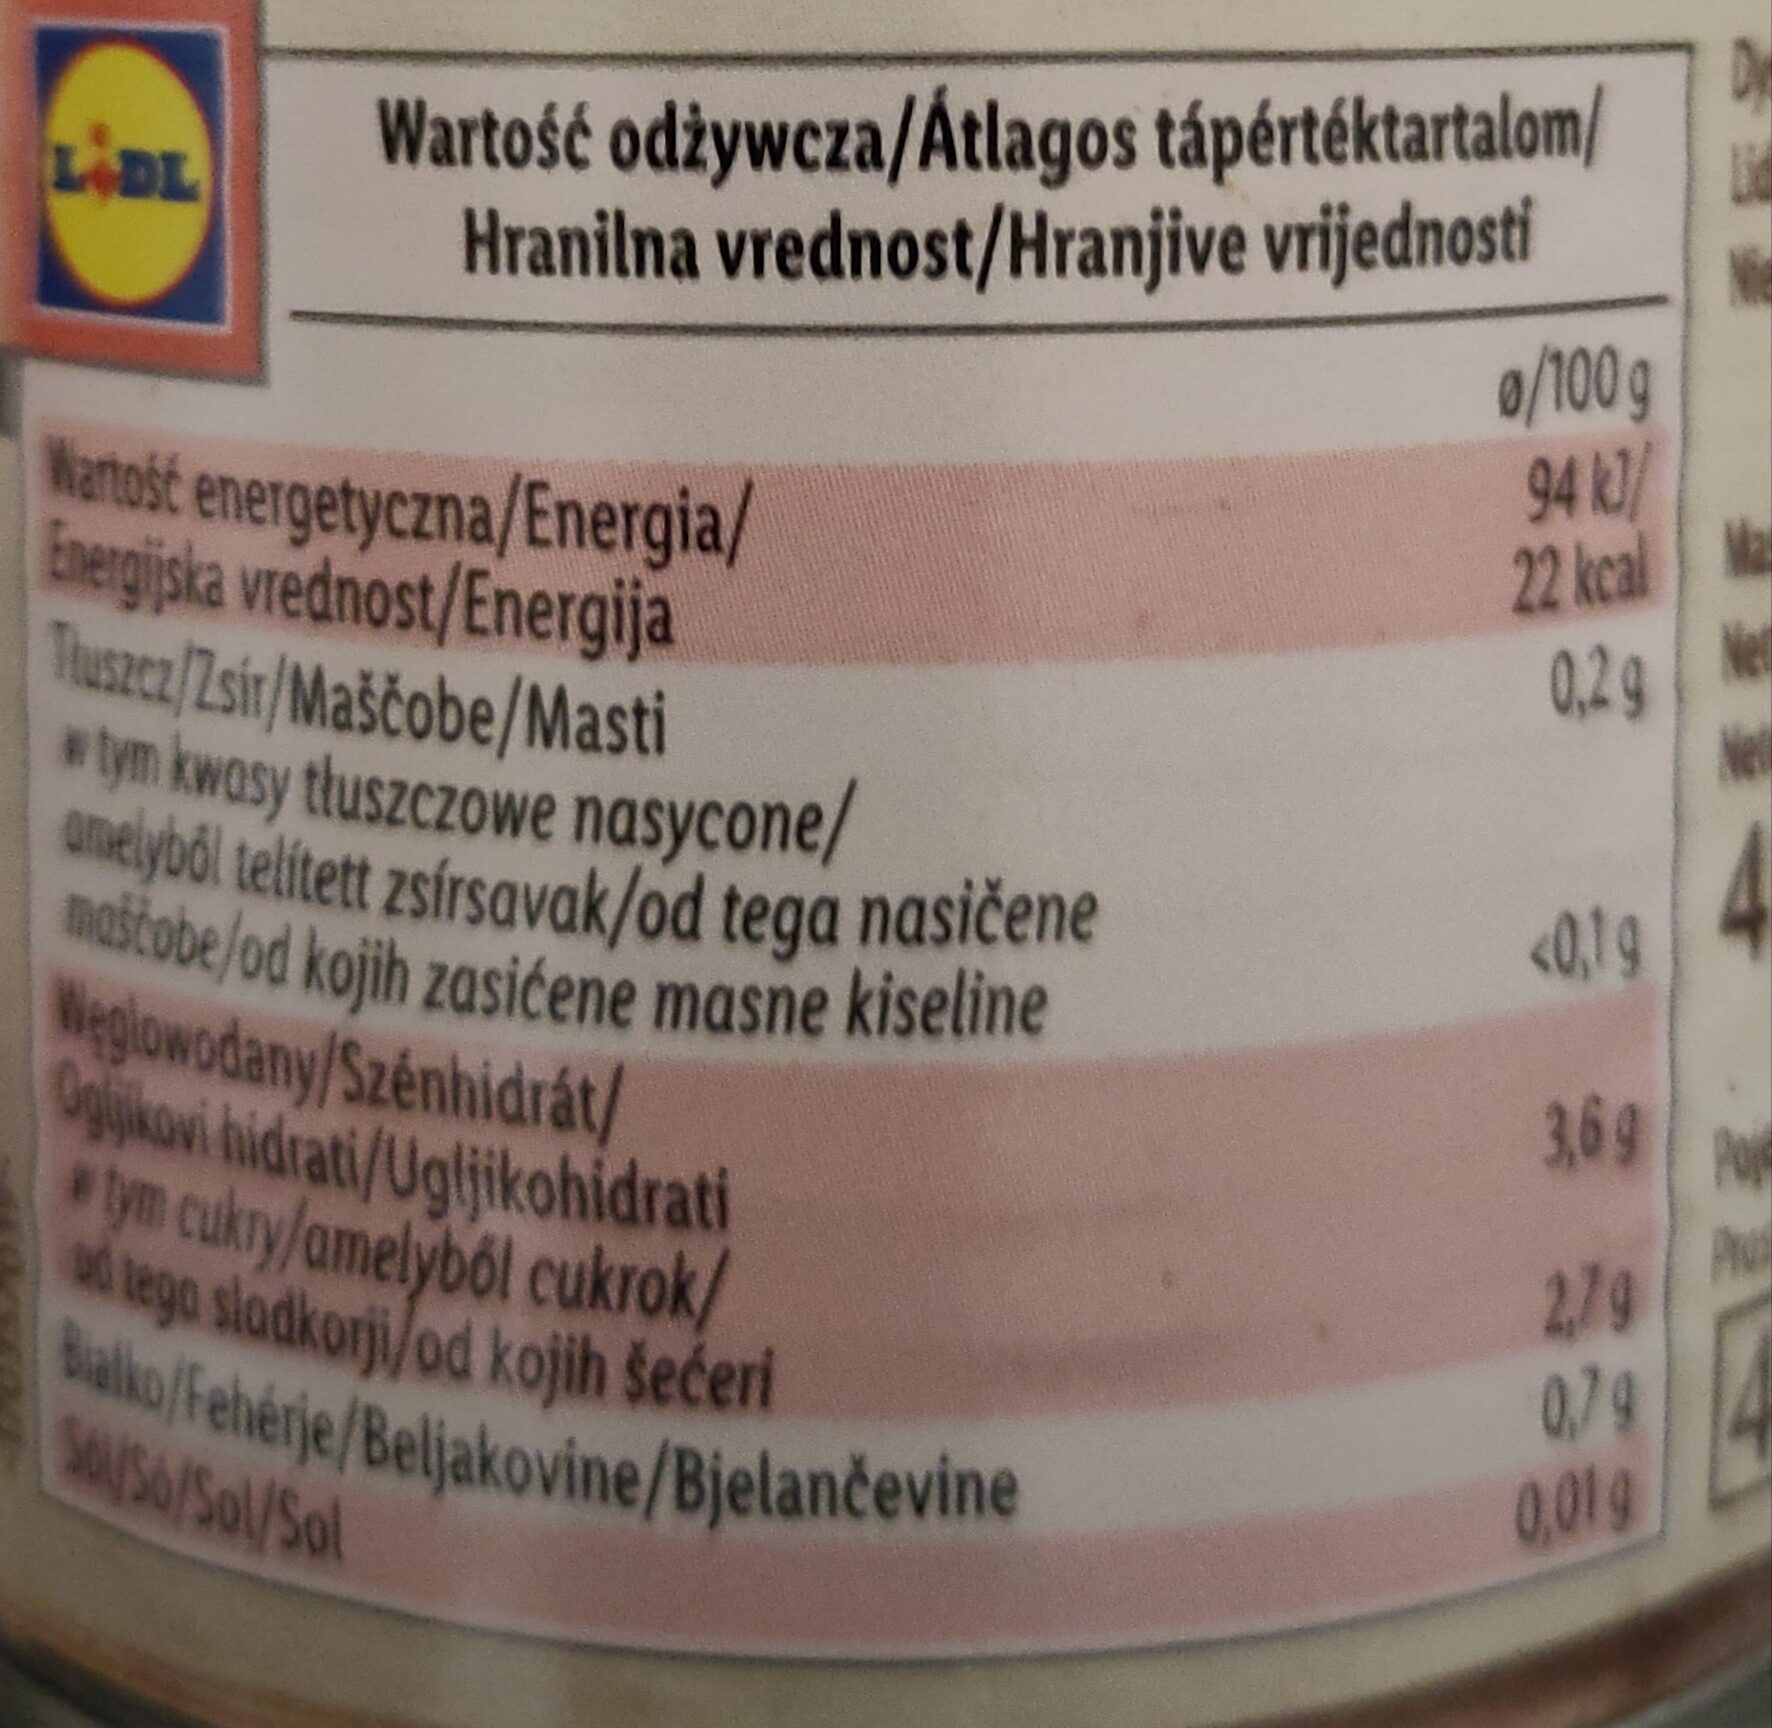 LIDL
Wartość odżywcza/Átlagos tápértéktartalom/
Hranilna vrednost/Hranjive vrijednosti
ø/100 g
Wartość energetyczna/Energia/ 94 kJ/
Energijska vrednost/Energija 22 kcal
Tłuszcz/Zsír/Maščobe/Masti 0,2 g
w tym kwasy tłuszczowe nasycone/
amelyből telített zsírsavak/od tega nasičene
maščobe/od kojih zasićene masne kiseline <0,1 g
Węglowodany/Szénhidrát/
Ogljikovi hidrati/Ugljikohidrati 3,6 g
w tym cukry/amelyből cukrok/
od tega sladkorji/od kojih šećeri 2,7 g
Białko/Fehérje/Beljakovine/Bjelančevine 0,7 g
Sól/Só/Sol/Sol 0,01 g